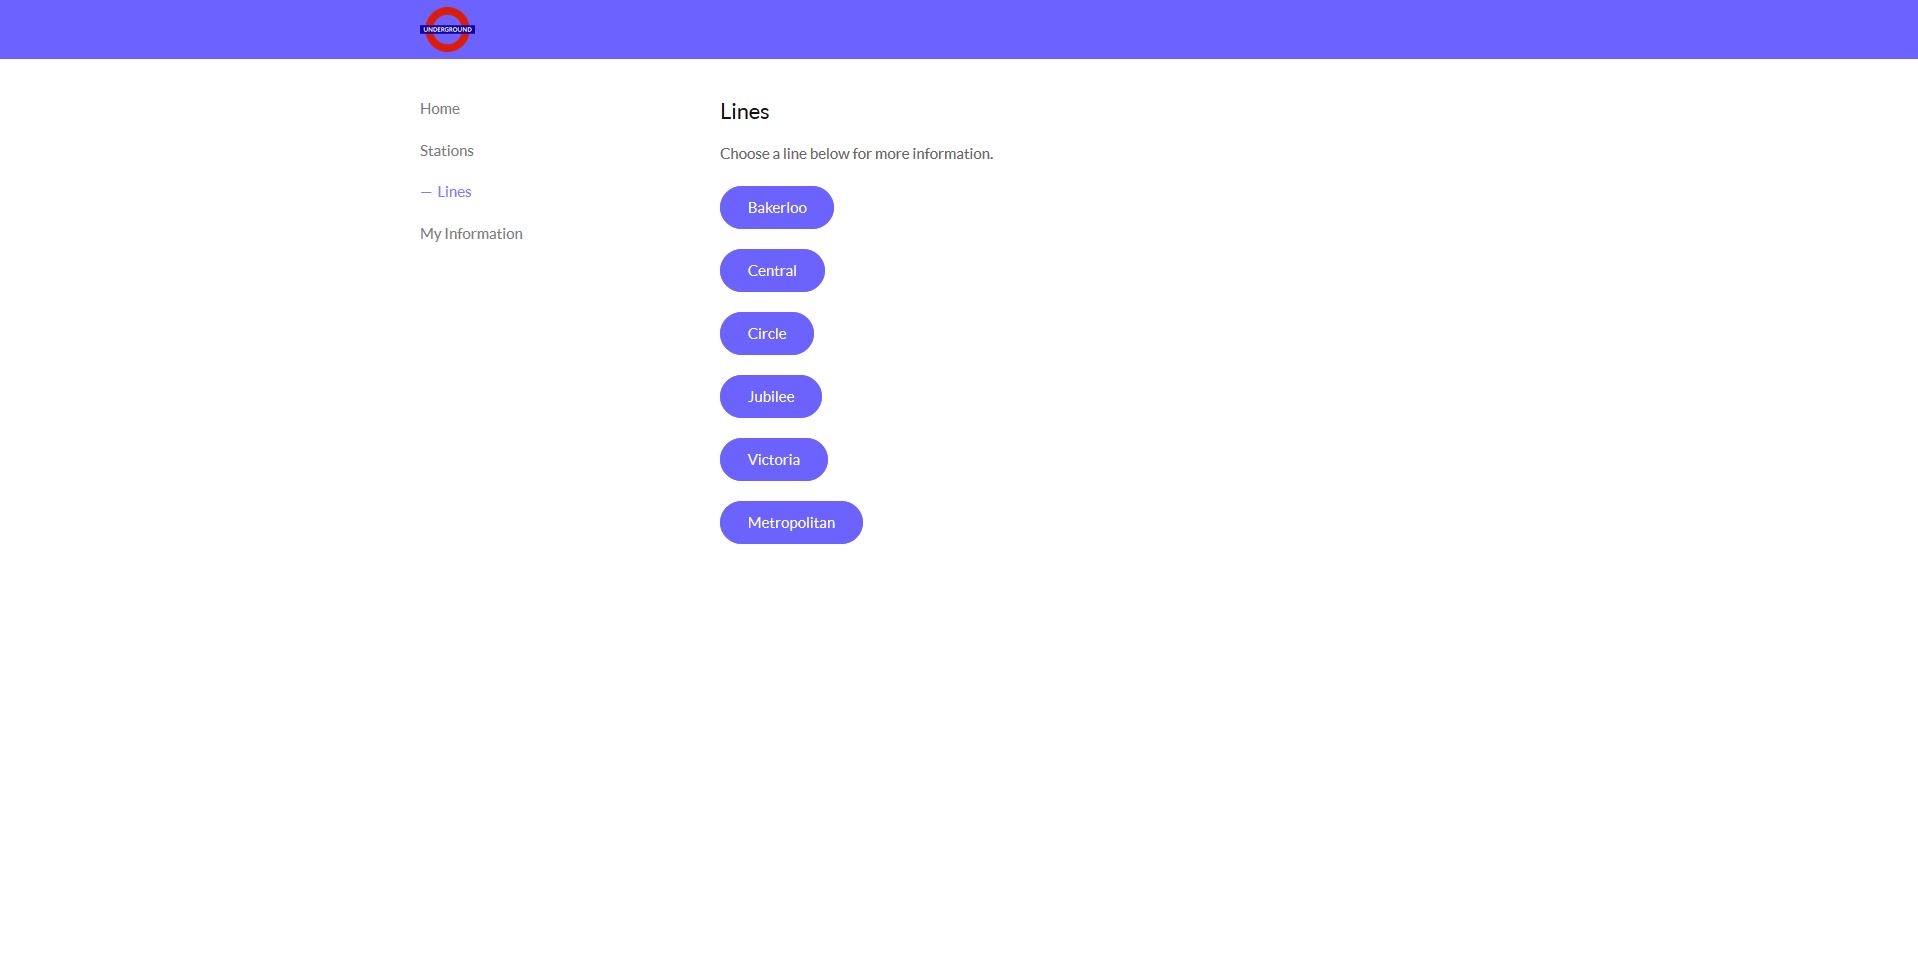 UNDERGROUND
Home
Stations
— Lines
My Information
Lines
Choose a line below for more information.
Bakerloo
Central
Circle
Jubilee
Victoria
Metropolitan